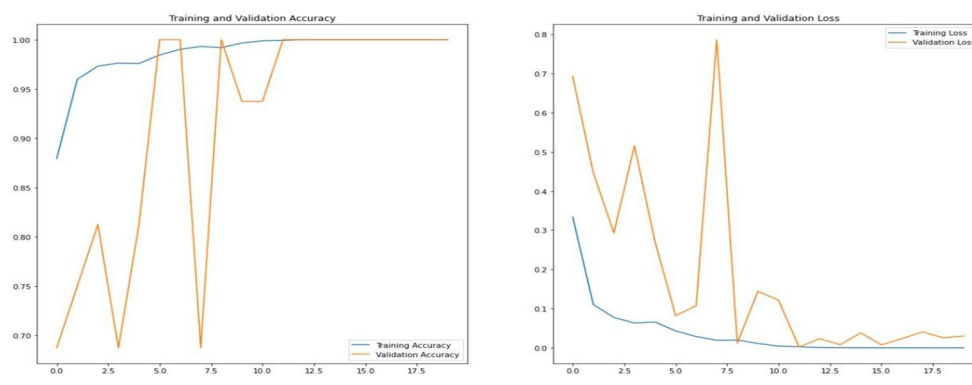 Training and Validation Accuracy
1.00
0.95
0.90
0.85
0.80
0.75
0.70
Training Accuracy
Validation Accuracy
0.0 2.5 5.0 7.5 10.0 12.5 15.0 17.5
Training and Validation Loss
Training Loss
Validation Los
0.8
0.7
0.6
0.5
0.4
0.3
0.2
0.1
0.0
0.0 2.5 5.0 7.5 10.0 12.5 15.0 17.5